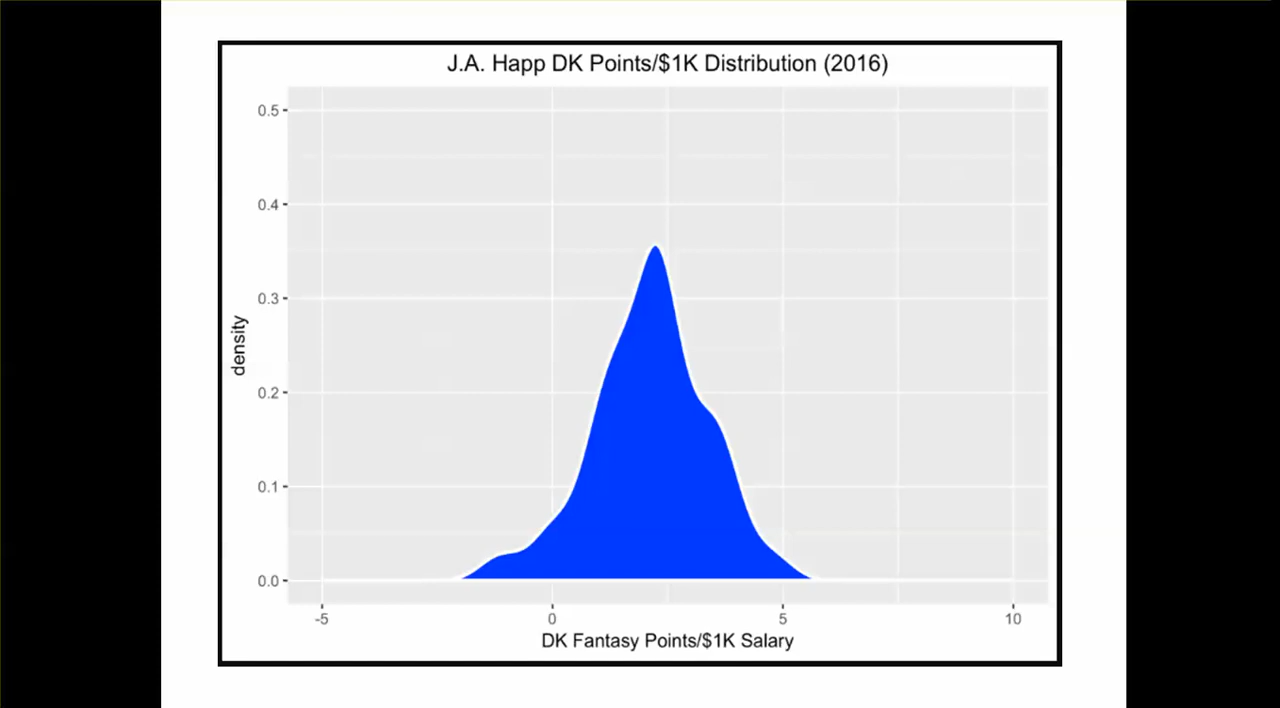 J.A. Happ DK Points/$1K Distribution (2016)
0.5
0.4
0.3
0.2
0.1
0.0
density
-5 0 5 10
DK Fantasy Points/$1K Salary